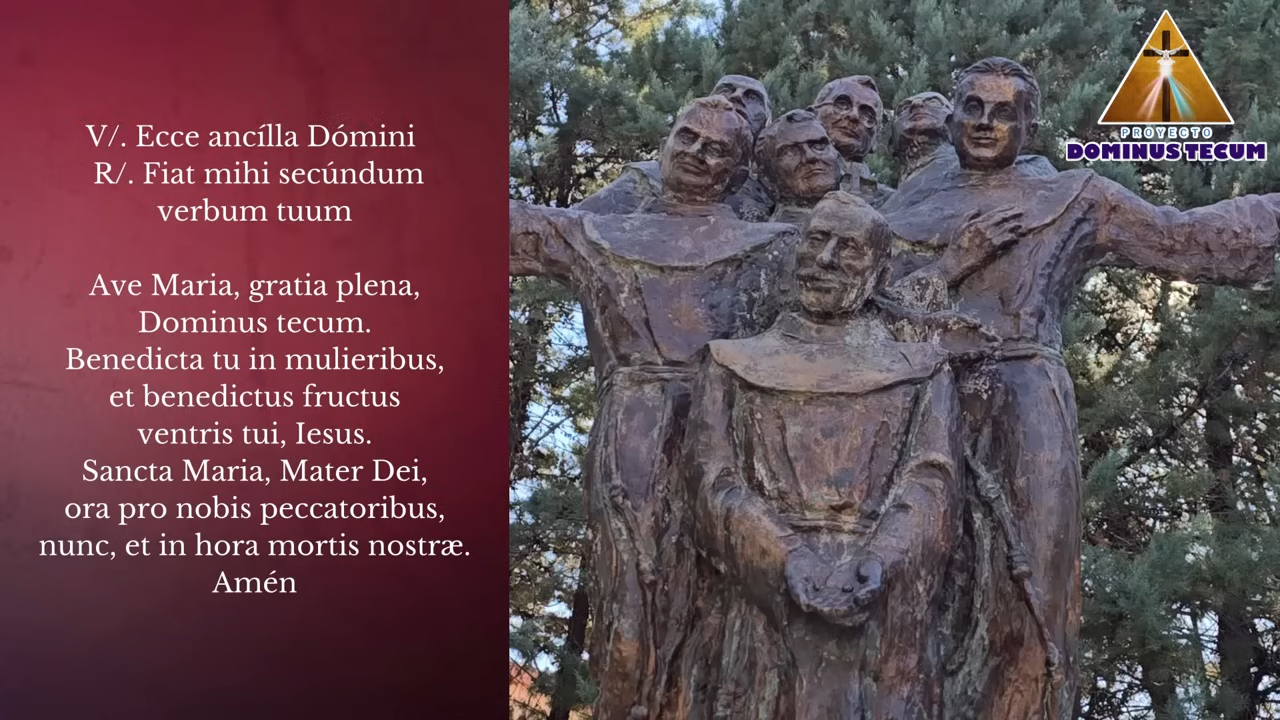 V/. Ecce ancílla Dómini
R/. Fiat mihi secúndum
verbum tuum
Ave Maria, gratia plena,
Dominus tecum.
Benedicta tu in mulieribus,
et benedictus fructus
ventris tui, Iesus.
Sancta Maria, Mater Dei,
ora pro nobis peccatoribus,
nunc, et in hora mortis nostræ.
Amén
PROYECTO
DOMINUS TECUM